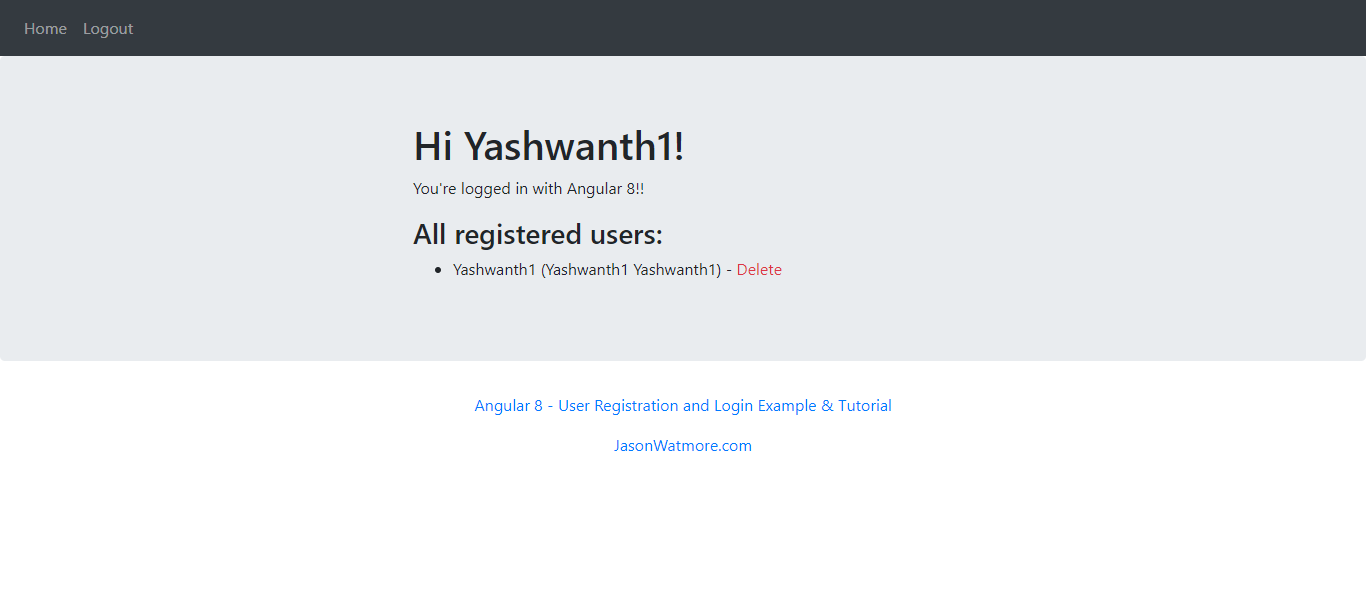 Home Logout
Hi Yashwanth1!
You're logged in with Angular 8!!
All registered users:
Yashwanth1 (Yashwanth1 Yashwanth1) - Delete
Angular 8 - User Registration and Login Example & Tutorial
JasonWatmore.com